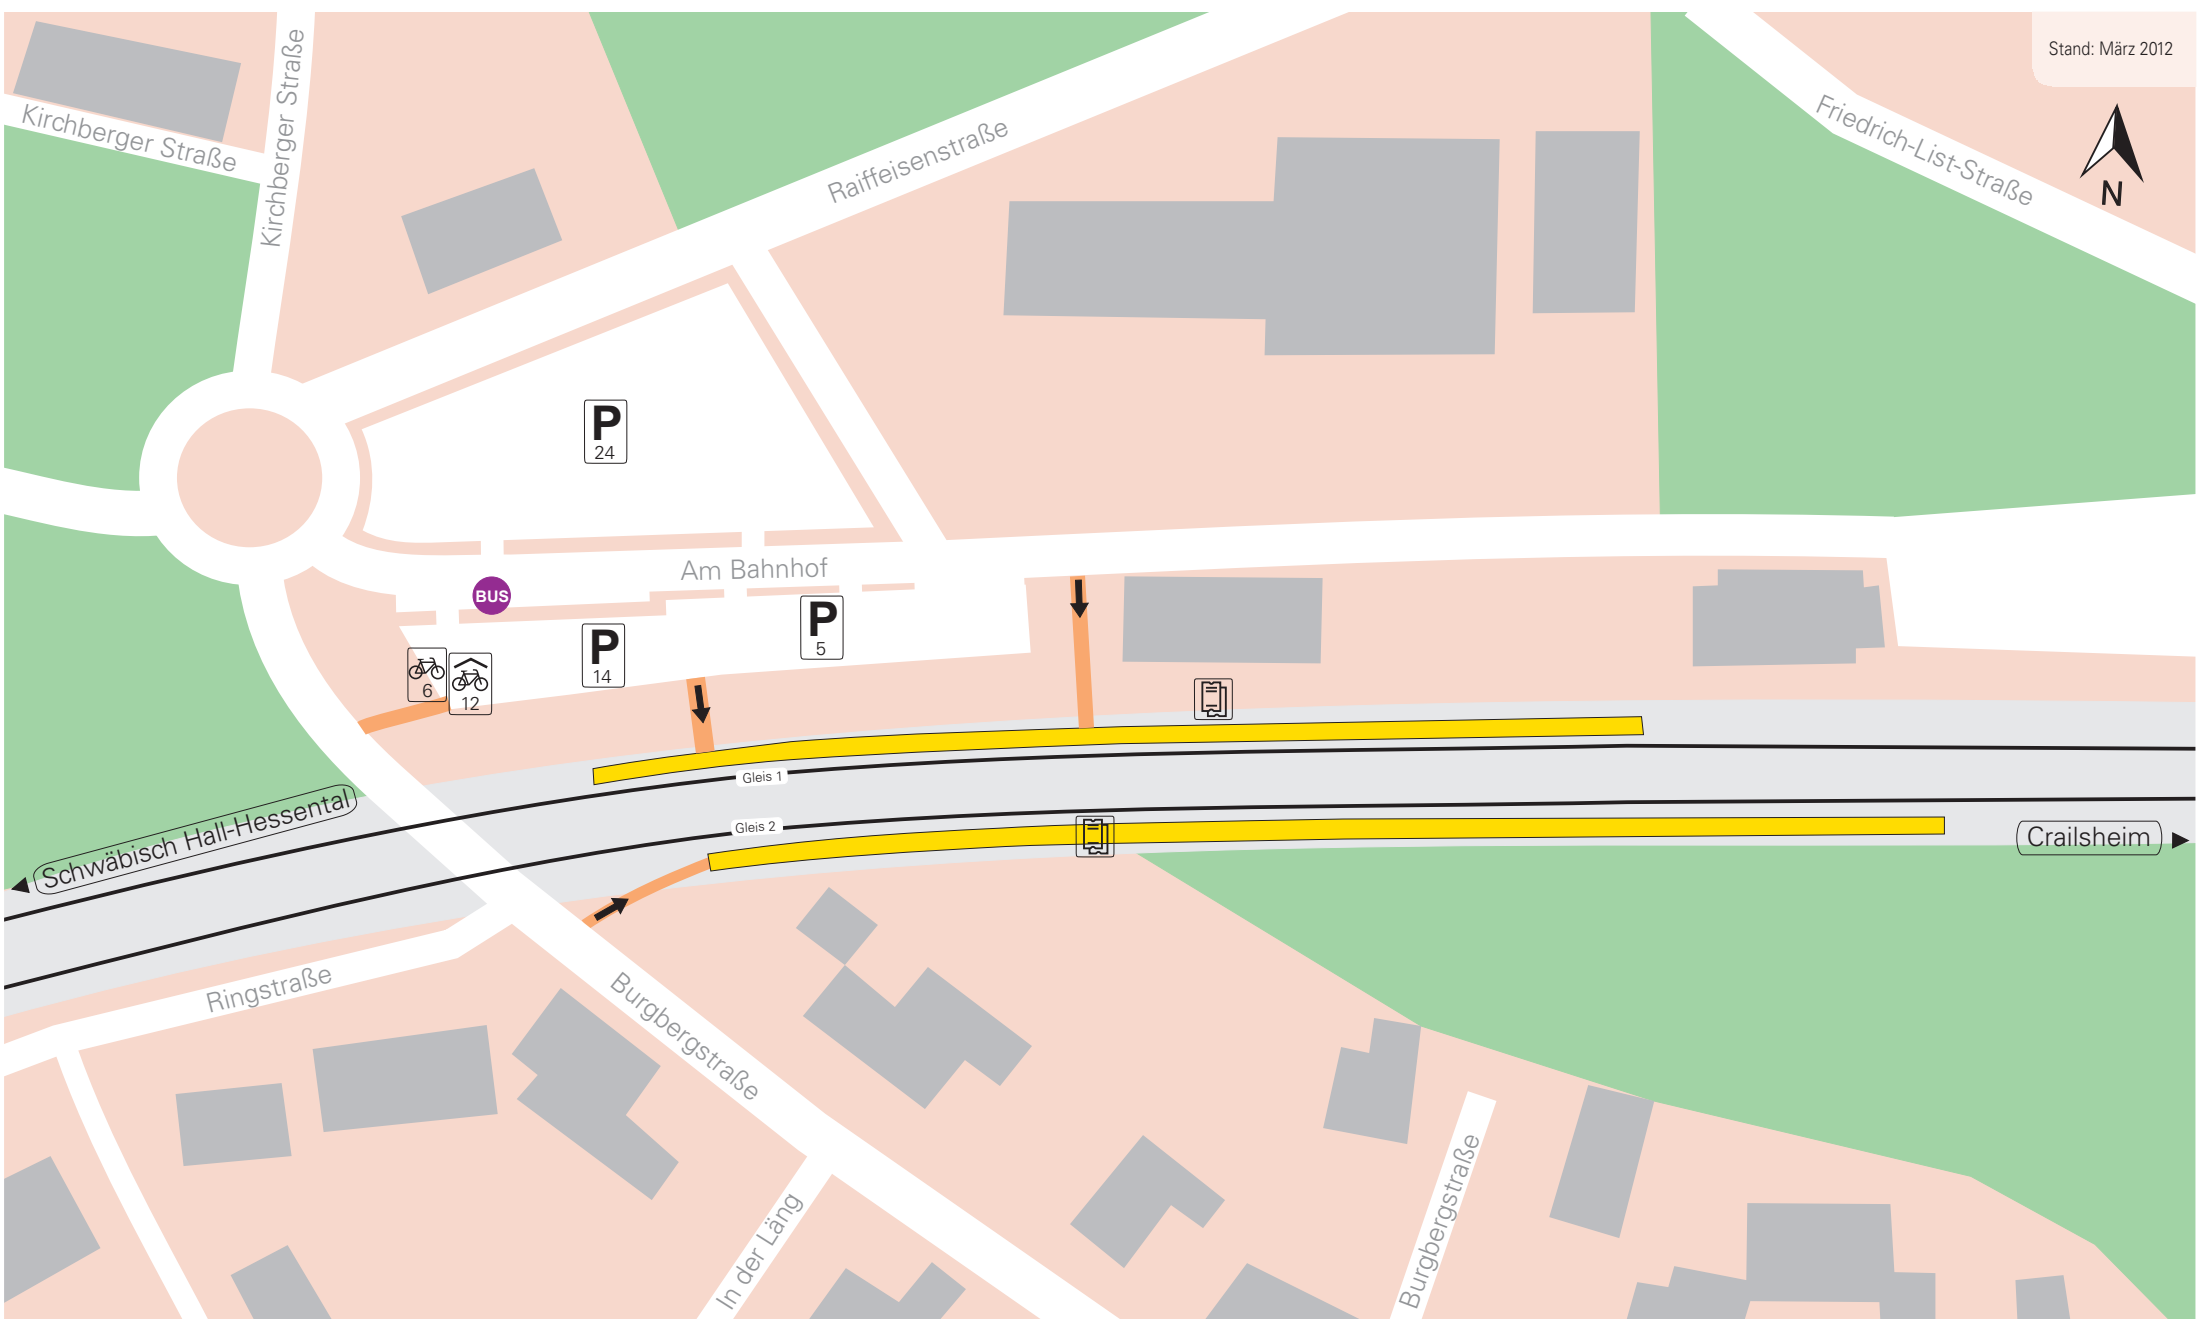 Stand: März 2012
Kirchberger Straße
Kirchberger Straße
Raiffeisenstraße
Friedrich-List-Straße
N
P
24
Am Bahnhof
BUS
P
5
P
14
6
12
Gleis 1
Gleis 2
Schwäbisch Hall-Hessental
Crailsheim
Ringstraße
Burgbergstraße
In der Läng
Burgbergstraße